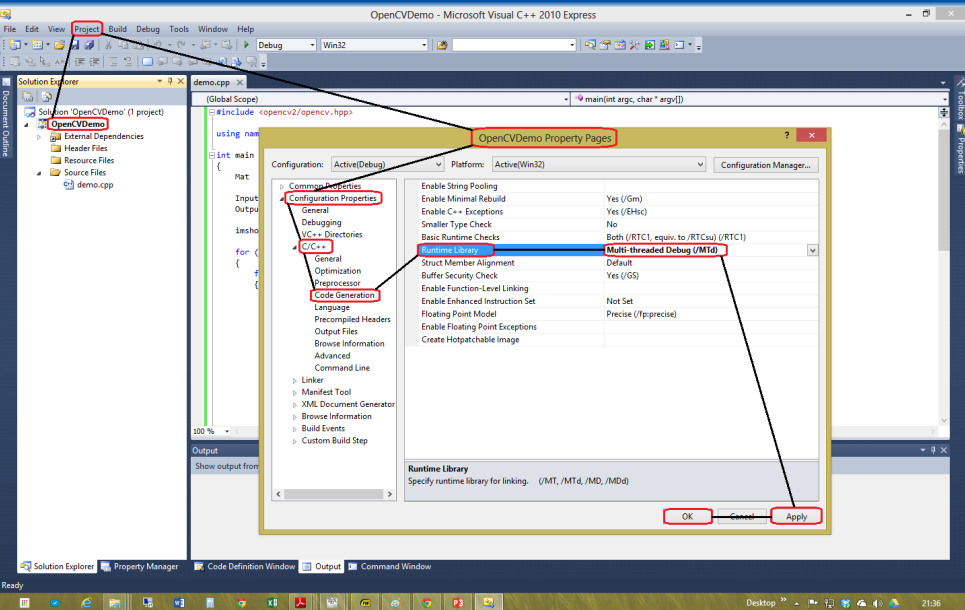 OpenCVDemo - Microsoft Visual C++ 2010 Express
File Edit View Project Build Debug Tools Window Help
Debug Win32
Solution Explorer
demo.cpp
Document Outline
Toolbox
Properties
(Global Scope)
main(int argc, char * argv[])
Solution 'OpenCVDemo' (1 project)
OpenCVDemo
External Dependencies
Header Files
Resource Files
Source Files
demo.cpp
#include <opencv2/opencv.hpp>
using nam
int main
{
Mat
Input
Outpu
imsho
for (
{
f
{
100 %
OpenCVDemo Property Pages
Configuration: Active(Debug) Platform: Active(Win32) Configuration Manager...
Common Properties
Configuration Properties
General
Debugging
VC++ Directories
C/C++
General
Optimization
Preprocessor
Code Generation
Language
Precompiled Headers
Output Files
Browse Information
Advanced
Command Line
Linker
Manifest Tool
XML Document Generator
Browse Information
Build Events
Custom Build Step
Enable String Pooling
Enable Minimal Rebuild Yes (/Gm)
Enable C++ Exceptions Yes (/EHsc)
Smaller Type Check No
Basic Runtime Checks Both (/RTC1, equiv. to /RTCsu) (/RTC1)
Runtime Library Multi-threaded Debug (/MTd)
Struct Member Alignment Default
Buffer Security Check Yes (/GS)
Enable Function-Level Linking
Enable Enhanced Instruction Set Not Set
Floating Point Model Precise (/fp:precise)
Enable Floating Point Exceptions
Create Hotpatchable Image
Runtime Library
Specify runtime library for linking. (/MT, /MTd, /MD, /MDd)
OK Cancel Apply
Output
Show output from
Solution Explorer Property Manager Code Definition Window Output Command Window
Ready
Desktop 21:36